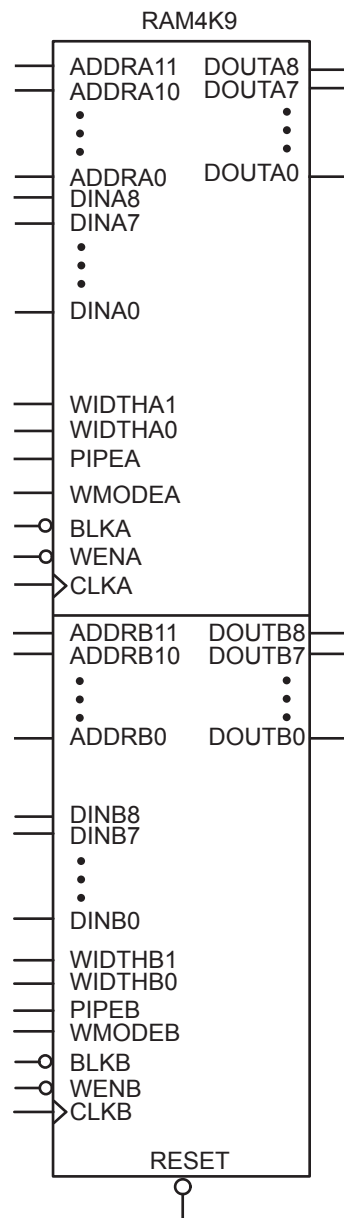 RAM4K9
ADDRA11 DOUTA8
ADDRA10 DOUTA7
ADDRA0 DOUTA0
DINA8
DINA7
DINA0
WIDTHA1
WIDTHA0
PIPEA
WMODEA
BLKA
WENA
CLKA
ADDRB11 DOUTB8
ADDRB10 DOUTB7
ADDRB0 DOUTB0
DINB8
DINB7
DINB0
WIDTHB1
WIDTHB0
PIPEB
WMODEB
BLKB
WENB
CLKB
RESET